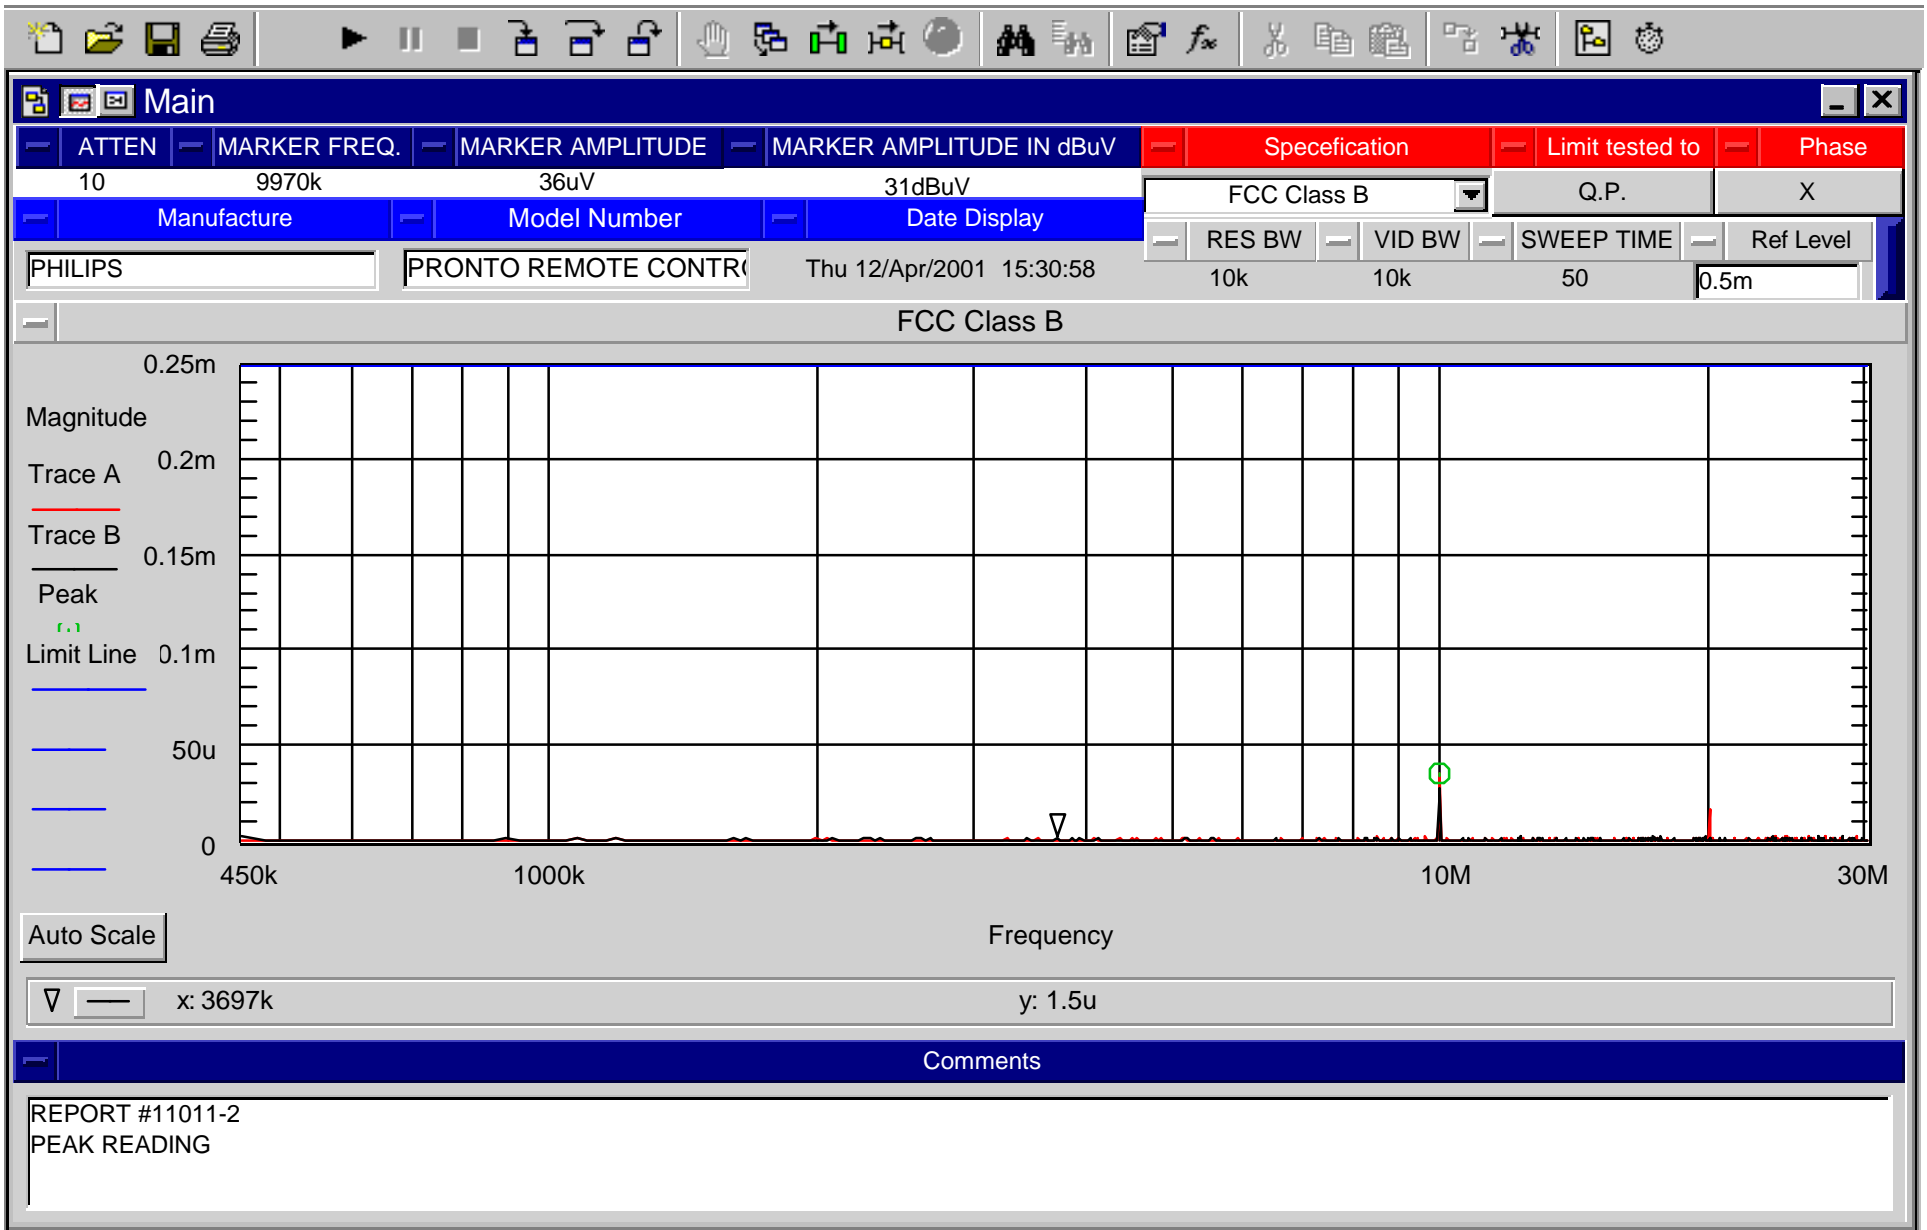 Main
ATTEN MARKER FREQ. MARKER AMPLITUDE MARKER AMPLITUDE IN dBuV Specefication Limit tested to Phase
10 9970k 36uV 31dBuV FCC Class B Q.P. X
Manufacture Model Number Date Display
RES BW VID BW SWEEP TIME Ref Level
PHILIPS PRONTO REMOTE CONTR Thu 12/Apr/2001 15:30:58 10k 10k 50 0.5m
FCC Class B
0.25m
Magnitude
0.2m
Trace A
Trace B
0.15m
Peak
Limit Line 0.1m
50u
0
450k 1000k 10M 30M
Auto Scale Frequency
x: 3697k y: 1.5u
Comments
REPORT #11011-2
PEAK READING